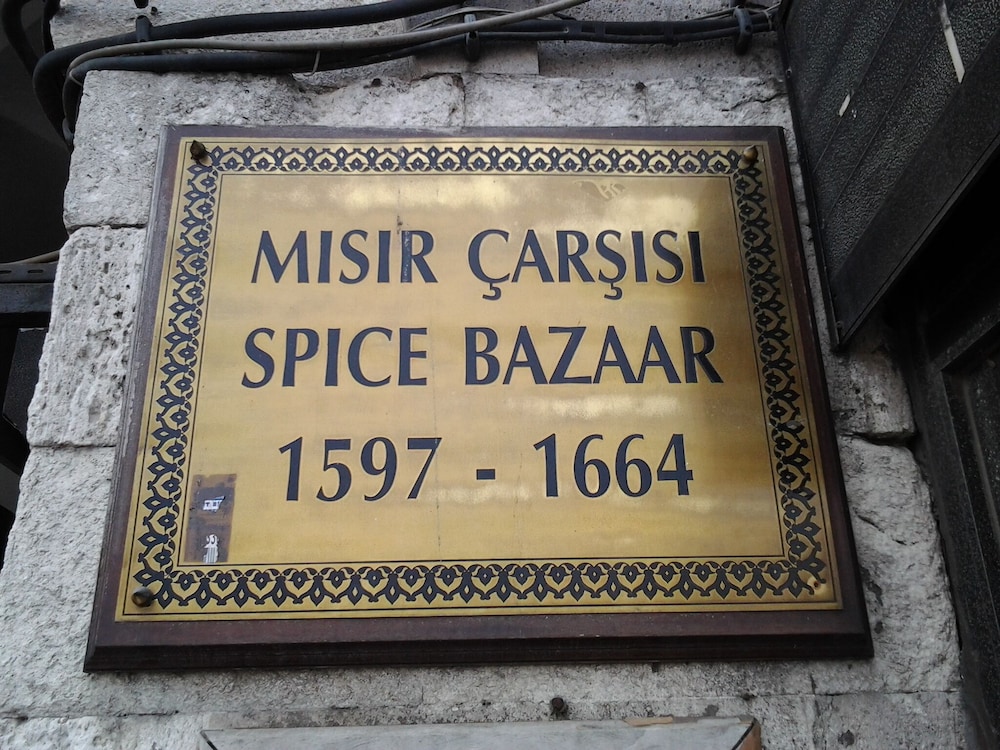 MISIR ÇARŞISI
SPICE BAZAAR
1597 - 1664